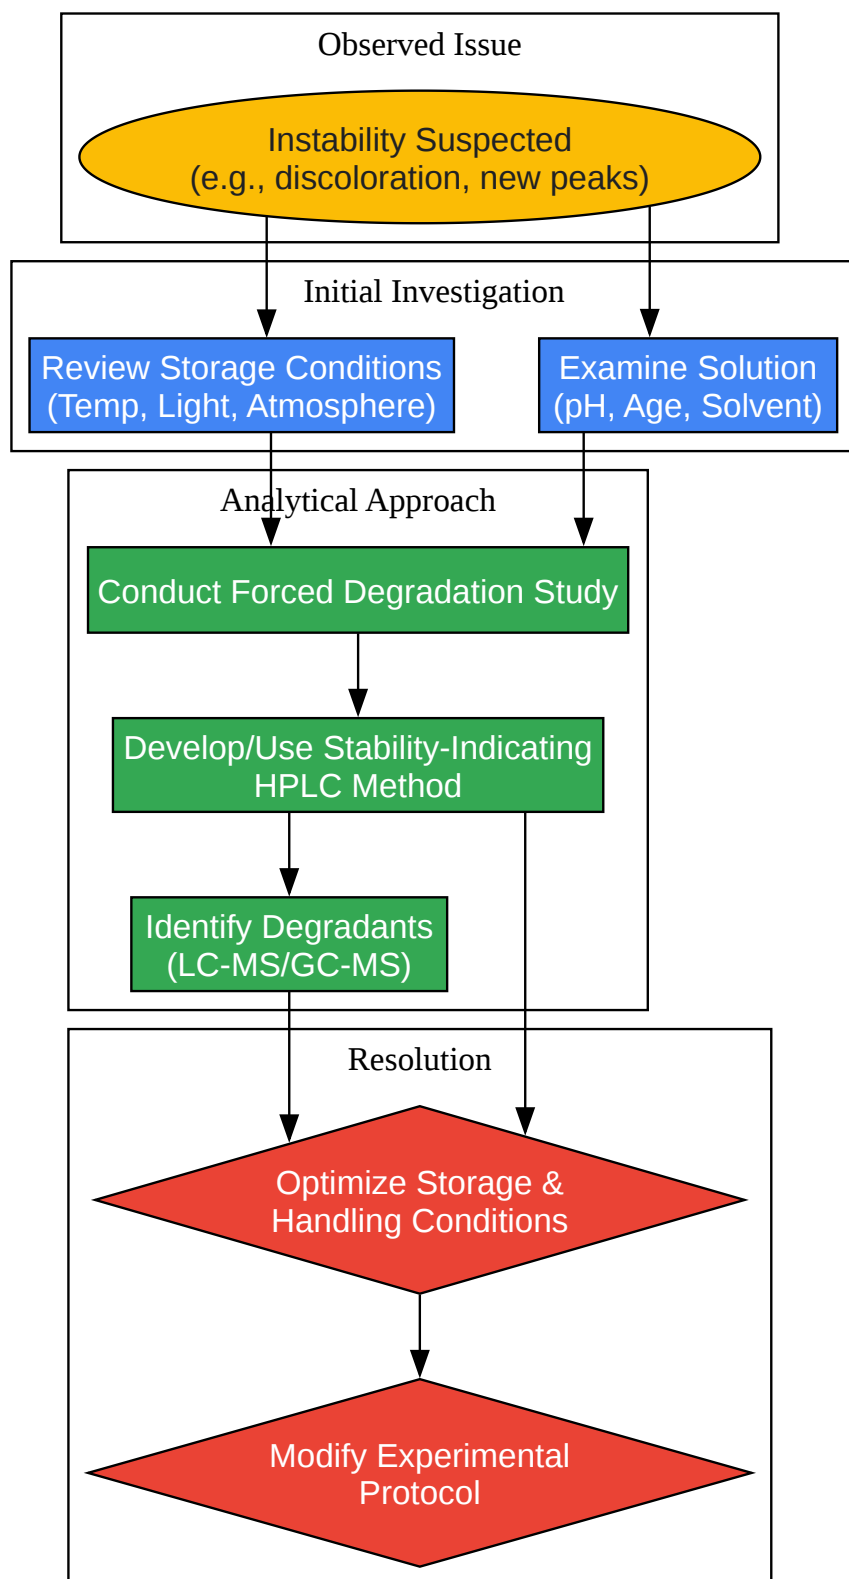 Observed Issue
Instability Suspected
(e.g., discoloration, new peaks)
Initial Investigation
Review Storage Conditions
(Temp, Light, Atmosphere)
Examine Solution
(pH, Age, Solvent)
Analytical Approach
Conduct Forced Degradation Study
Develop/Use Stability-Indicating
HPLC Method
Identify Degradants
(LC-MS/GC-MS)
Resolution
Optimize Storage &
Handling Conditions
Modify Experimental
Protocol